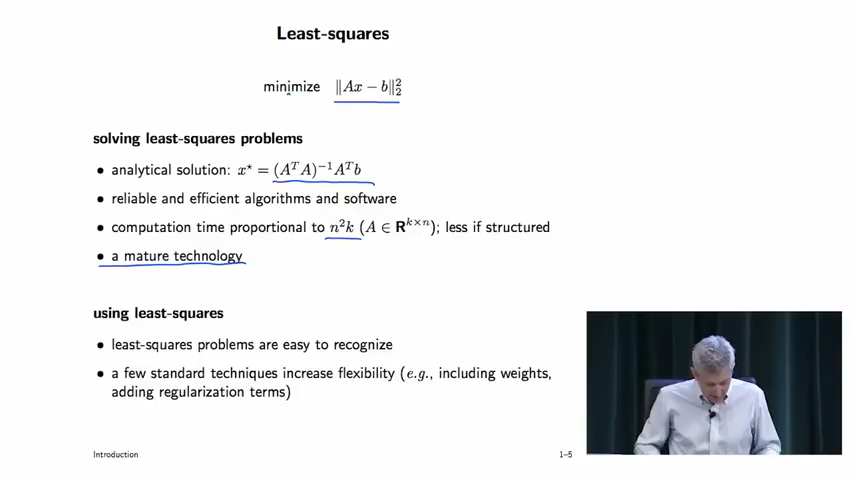 Least-squares
minimize ‖Ax − b‖₂²
solving least-squares problems
• analytical solution: x⋆ = (AᵀA)⁻¹Aᵀb
• reliable and efficient algorithms and software
• computation time proportional to n²k (A ∈ R^{k×n}); less if structured
• a mature technology
using least-squares
• least-squares problems are easy to recognize
• a few standard techniques increase flexibility (e.g., including weights,
adding regularization terms)
Introduction 1–5